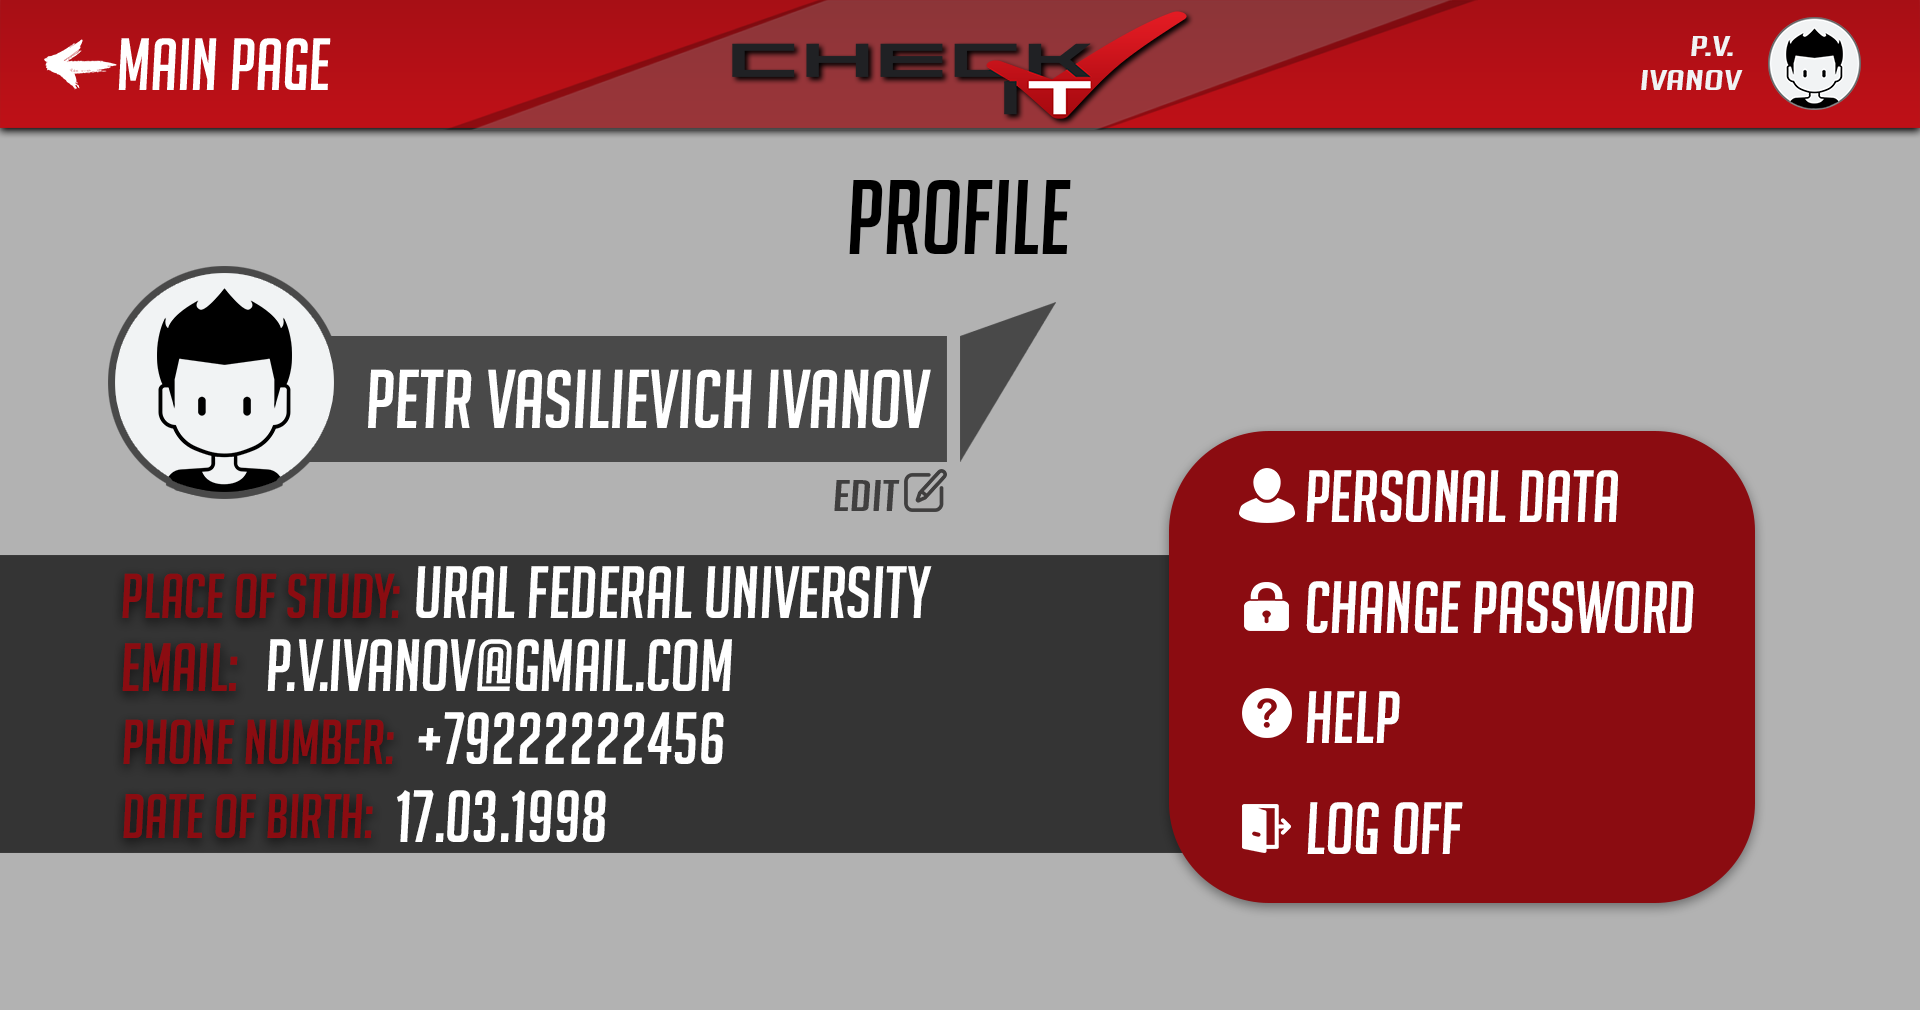 MAIN PAGE
CHECK
IT
P.V.
IVANOV
PROFILE
PETR VASILIEVICH IVANOV
EDIT
PLACE OF STUDY: URAL FEDERAL UNIVERSITY
EMAIL: P.V.IVANOV@GMAIL.COM
PHONE NUMBER: +79222222456
DATE OF BIRTH: 17.03.1998
PERSONAL DATA
CHANGE PASSWORD
HELP
LOG OFF